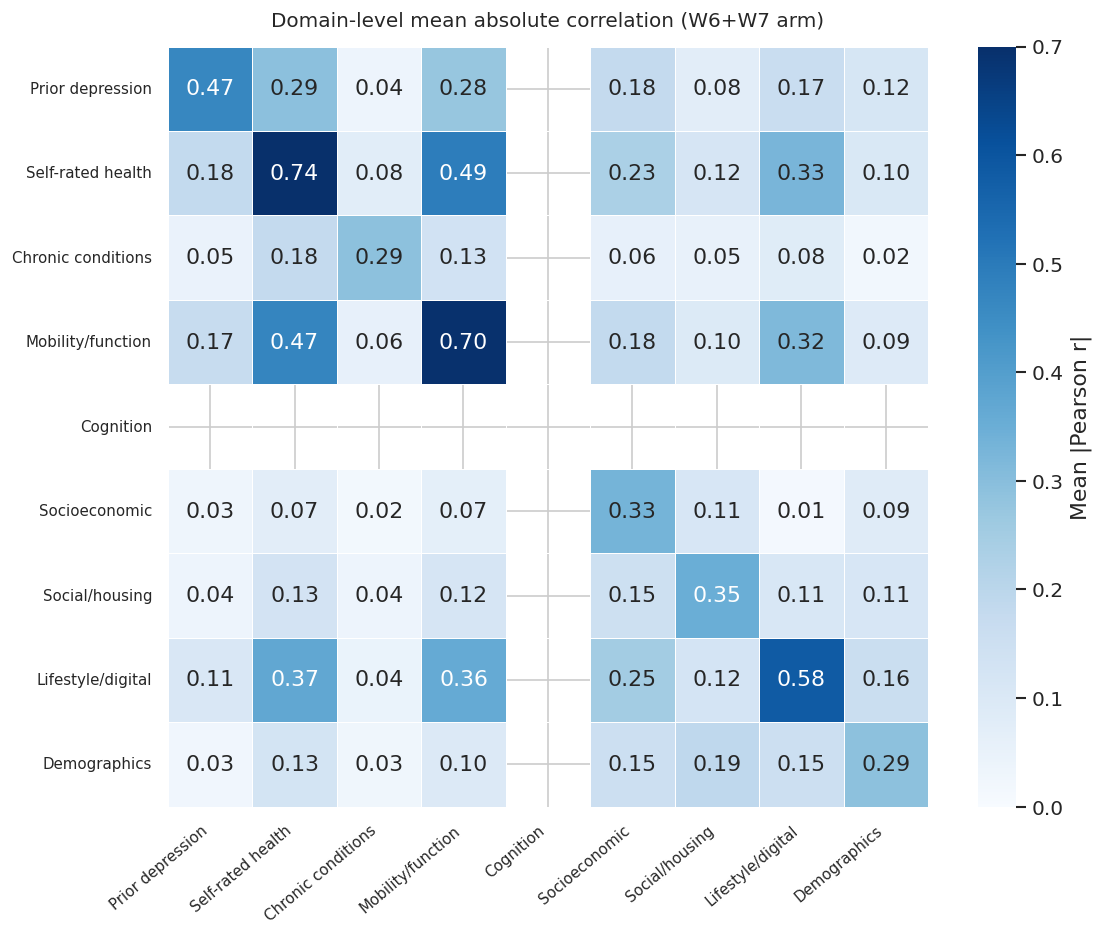 Domain-level mean absolute correlation (W6+W7 arm)
Prior depression 0.47 0.29 0.04 0.28 0.18 0.08 0.17 0.12
Self-rated health 0.18 0.74 0.08 0.49 0.23 0.12 0.33 0.10
Chronic conditions 0.05 0.18 0.29 0.13 0.06 0.05 0.08 0.02
Mobility/function 0.17 0.47 0.06 0.70 0.18 0.10 0.32 0.09
Cognition
Socioeconomic 0.03 0.07 0.02 0.07 0.33 0.11 0.01 0.09
Social/housing 0.04 0.13 0.04 0.12 0.15 0.35 0.11 0.11
Lifestyle/digital 0.11 0.37 0.04 0.36 0.25 0.12 0.58 0.16
Demographics 0.03 0.13 0.03 0.10 0.15 0.19 0.15 0.29
Prior depression
Self-rated health
Chronic conditions
Mobility/function
Cognition
Socioeconomic
Social/housing
Lifestyle/digital
Demographics
0.7
0.6
0.5
0.4
0.3
0.2
0.1
0.0
Mean |Pearson r|